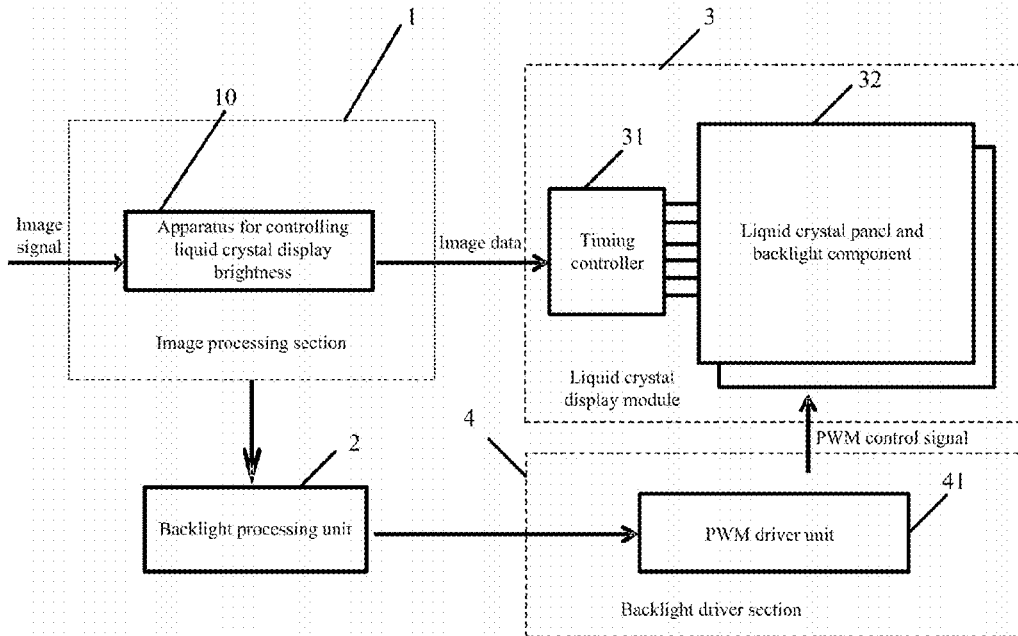 1
3
10
32
31
Image
signal
Apparatus for controlling
liquid crystal display
brightness
Image data
Timing
controller
Liquid crystal panel and
backlight component
Image processing section
Liquid crystal
display module
4
PWM control signal
2
41
Backlight processing unit
PWM driver unit
Backlight driver section